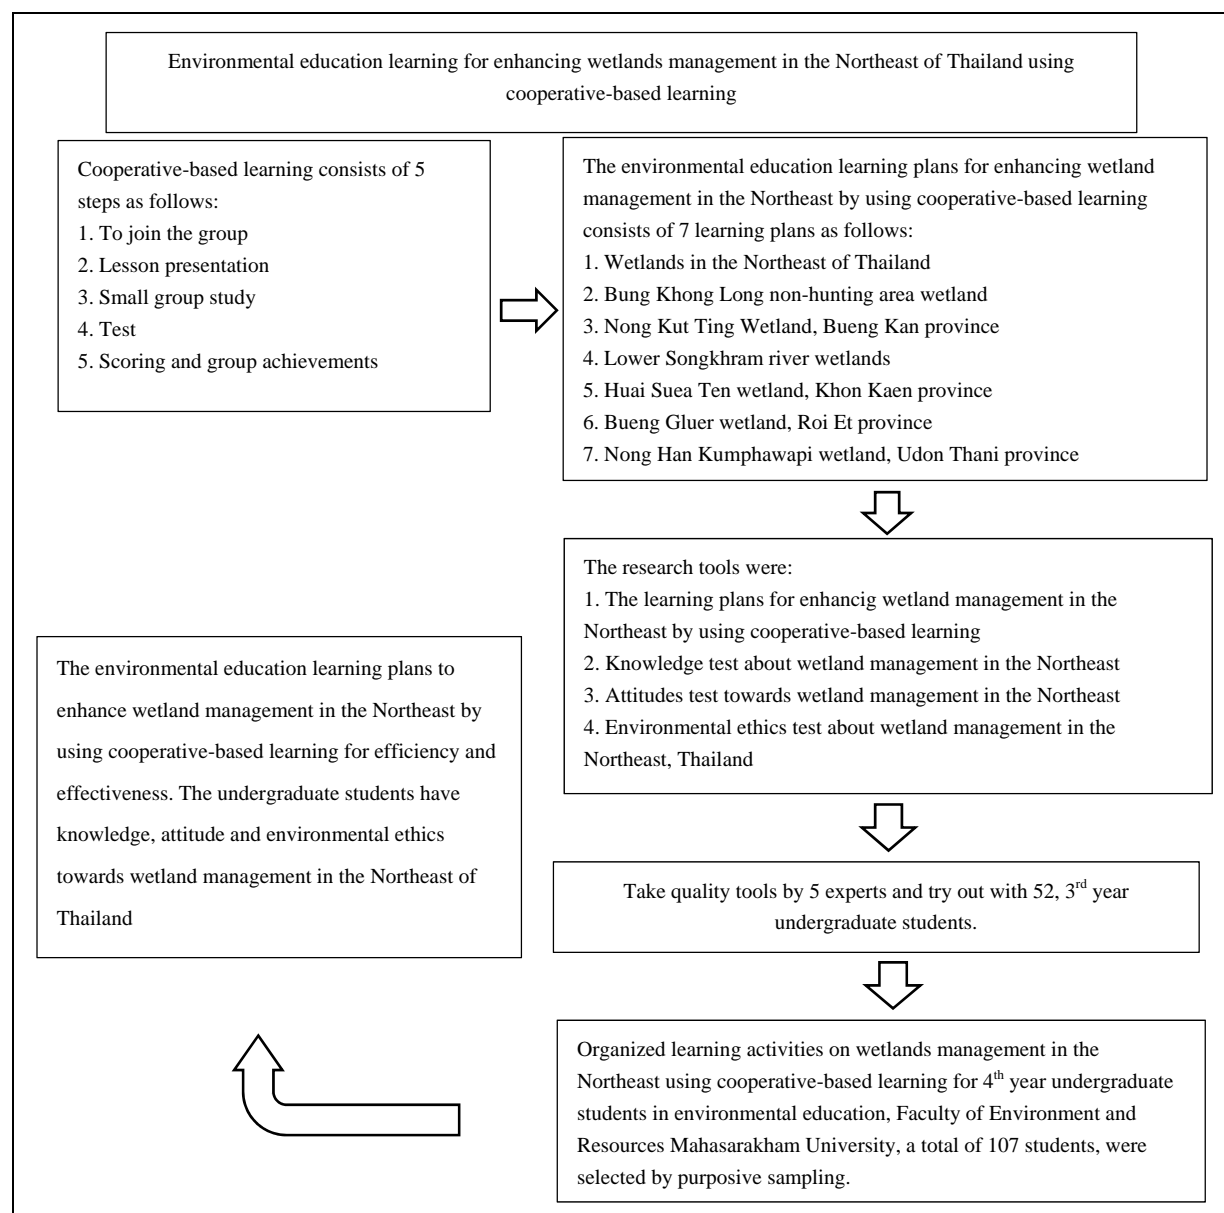 Environmental education learning for enhancing wetlands management in the Northeast of Thailand using
cooperative-based learning
Cooperative-based learning consists of 5
steps as follows:
1. To join the group
2. Lesson presentation
3. Small group study
4. Test
5. Scoring and group achievements
The environmental education learning plans for enhancing wetland
management in the Northeast by using cooperative-based learning
consists of 7 learning plans as follows:
1. Wetlands in the Northeast of Thailand
2. Bung Khong Long non-hunting area wetland
3. Nong Kut Ting Wetland, Bueng Kan province
4. Lower Songkhram river wetlands
5. Huai Suea Ten wetland, Khon Kaen province
6. Bueng Gluer wetland, Roi Et province
7. Nong Han Kumphawapi wetland, Udon Thani province
The research tools were:
1. The learning plans for enhancig wetland management in the
Northeast by using cooperative-based learning
2. Knowledge test about wetland management in the Northeast
3. Attitudes test towards wetland management in the Northeast
4. Environmental ethics test about wetland management in the
Northeast, Thailand
Take quality tools by 5 experts and try out with 52, 3rd year
undergraduate students.
Organized learning activities on wetlands management in the
Northeast using cooperative-based learning for 4th year undergraduate
students in environmental education, Faculty of Environment and
Resources Mahasarakham University, a total of 107 students, were
selected by purposive sampling.
The environmental education learning plans to
enhance wetland management in the Northeast by
using cooperative-based learning for efficiency and
effectiveness. The undergraduate students have
knowledge, attitude and environmental ethics
towards wetland management in the Northeast of
Thailand